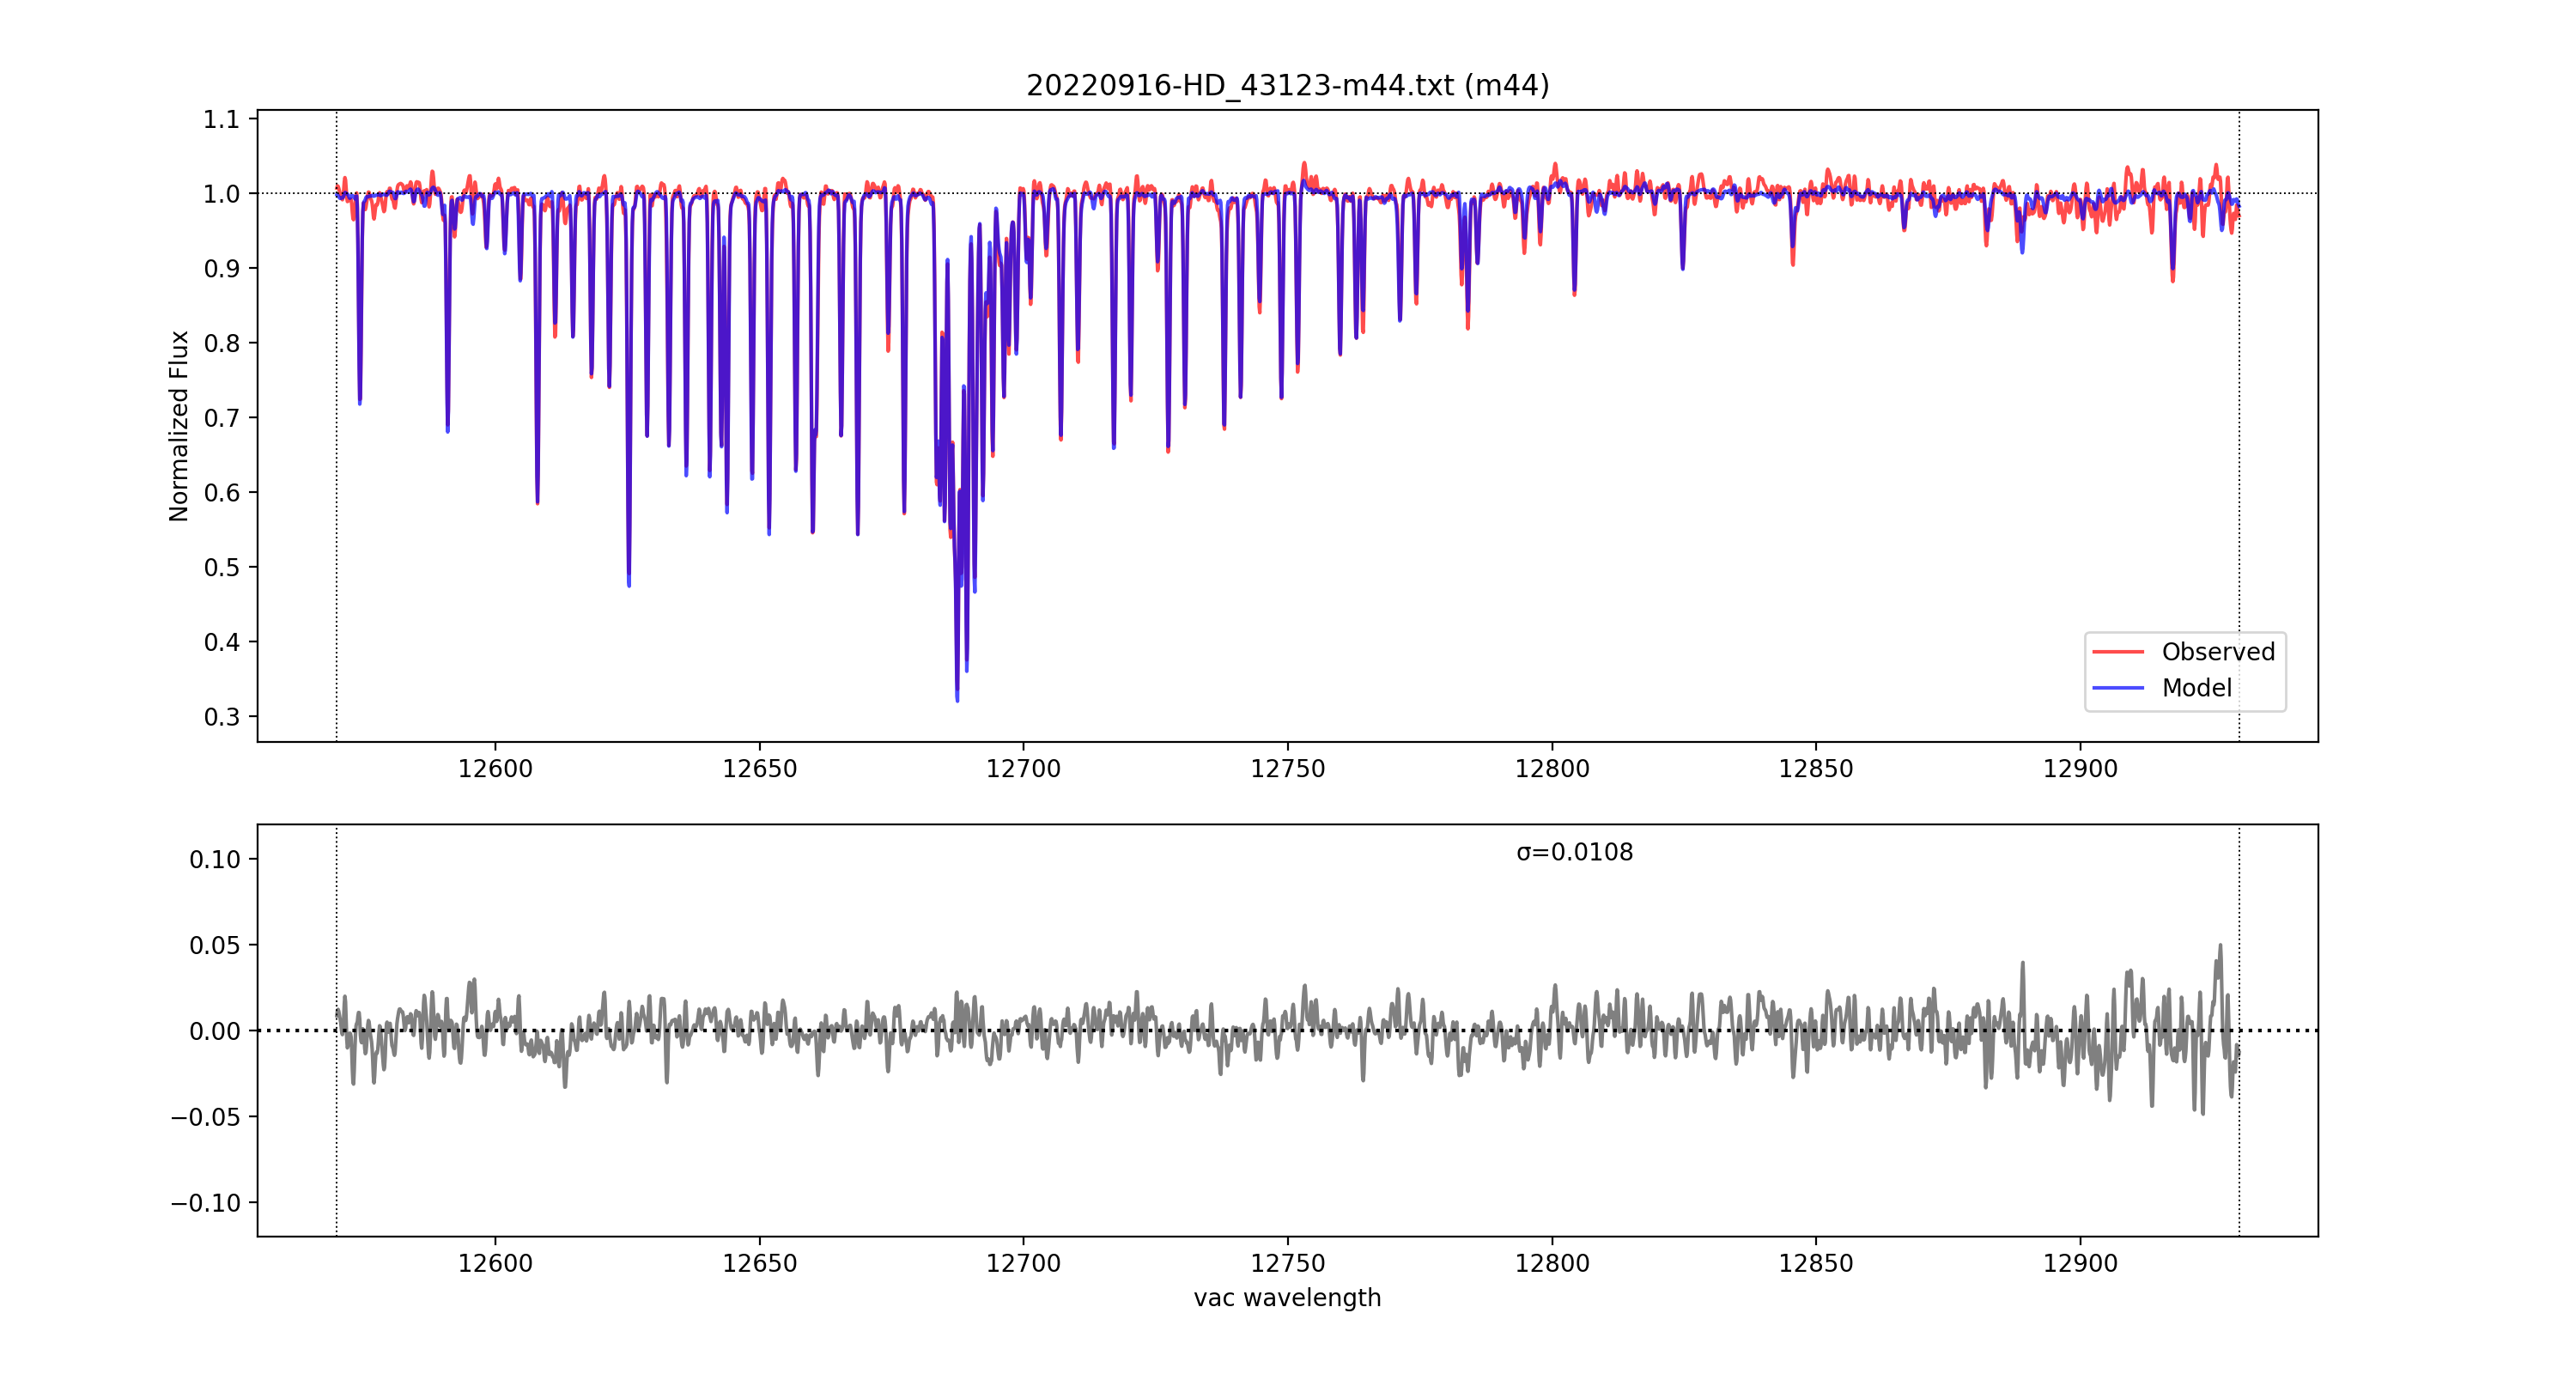 20220916-HD_43123-m44.txt (m44)
Normalized Flux
1.1
1.0
0.9
0.8
0.7
0.6
0.5
0.4
0.3
Observed
Model
12600 12650 12700 12750 12800 12850 12900
σ=0.0108
0.10
0.05
0.00
−0.05
−0.10
12600 12650 12700 12750 12800 12850 12900
vac wavelength